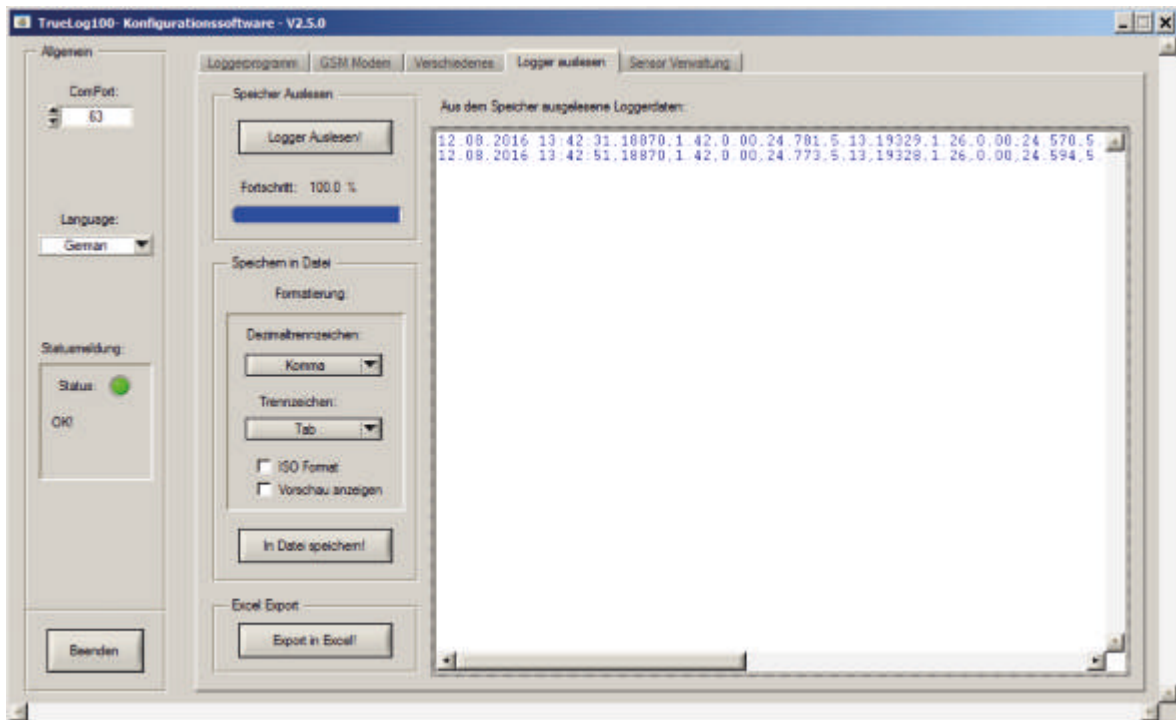 TrueLog100- Konfigurationssoftware - V2.5.0
Allgemein
ComPort:
63
Language:
German
Statusmeldung:
Status:
OK!
Beenden
Loggerprogramm
GSM Modem
Verschiedenes
Logger auslesen
Sensor Verwaltung
Speicher Auslesen
Logger Auslesen!
Fortschritt: 100.0 %
Speichern in Datei
Formatierung
Dezimaltrennzeichen:
Komma
Trennzeichen:
Tab
ISO Format
Vorschau anzeigen
In Datei speichern!
Excel Export
Export in Excel!
Aus dem Speicher ausgelesene Loggerdaten:
12.08.2016 13:42:31,18870,1.42,0.00,24.781,5.13,19329,1.26,0.00,24.570,5.
12.08.2016 13:42:51,18870,1.42,0.00,24.773,5.13,19328,1.26,0.00,24.594,5.